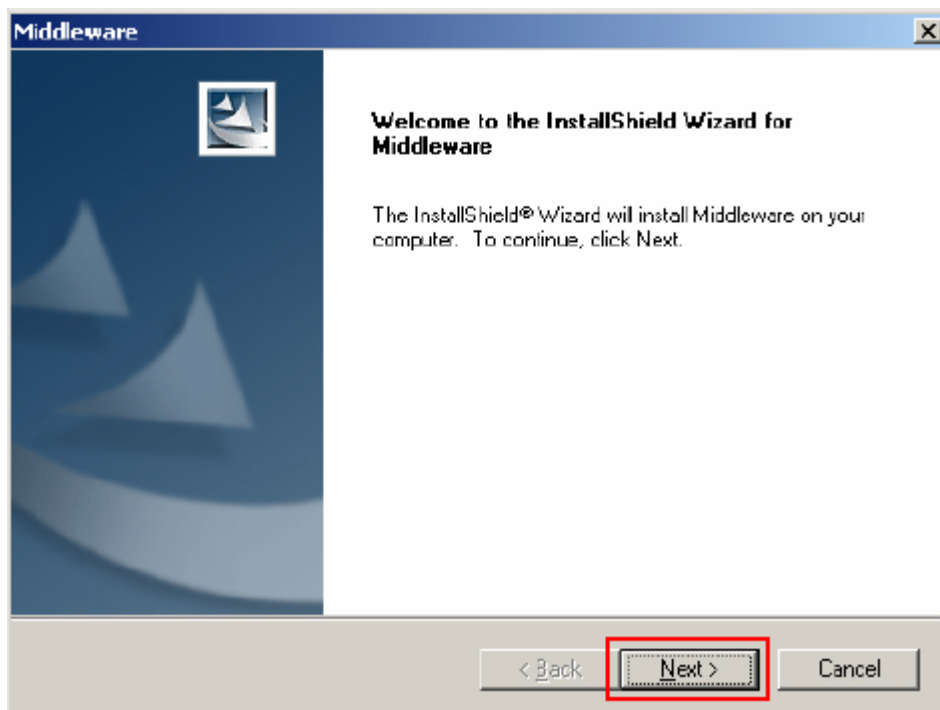 Middleware
Welcome to the InstallShield Wizard for
Middleware
The InstallShield® Wizard will install Middleware on your
computer. To continue, click Next.
< Back
Next >
Cancel